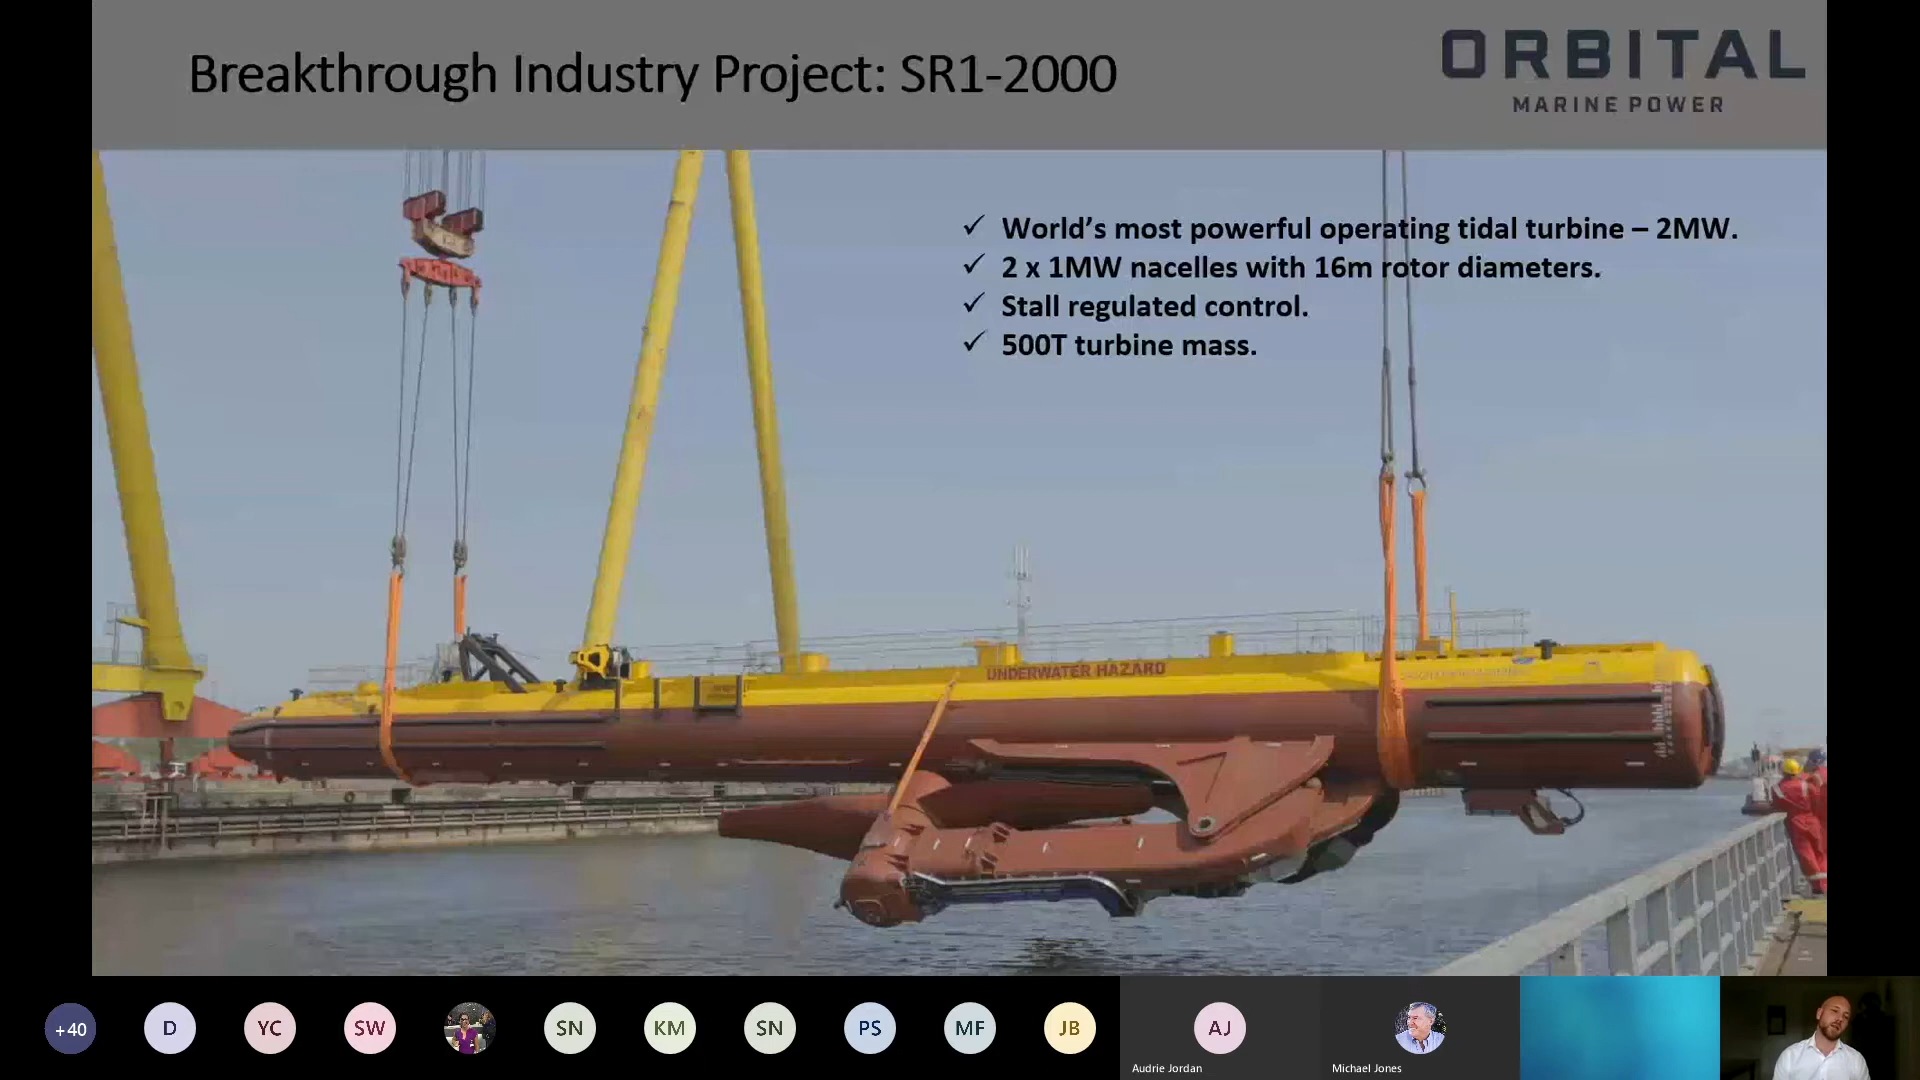 Breakthrough Industry Project: SR1-2000
ORBITAL
MARINE POWER
✓ World's most powerful operating tidal turbine – 2MW.
✓ 2 x 1MW nacelles with 16m rotor diameters.
✓ Stall regulated control.
✓ 500T turbine mass.
UNDERWATER HAZARD
+40
D
YC
SW
SN
KM
SN
PS
MF
JB
AJ
Audrie Jordan
Michael Jones